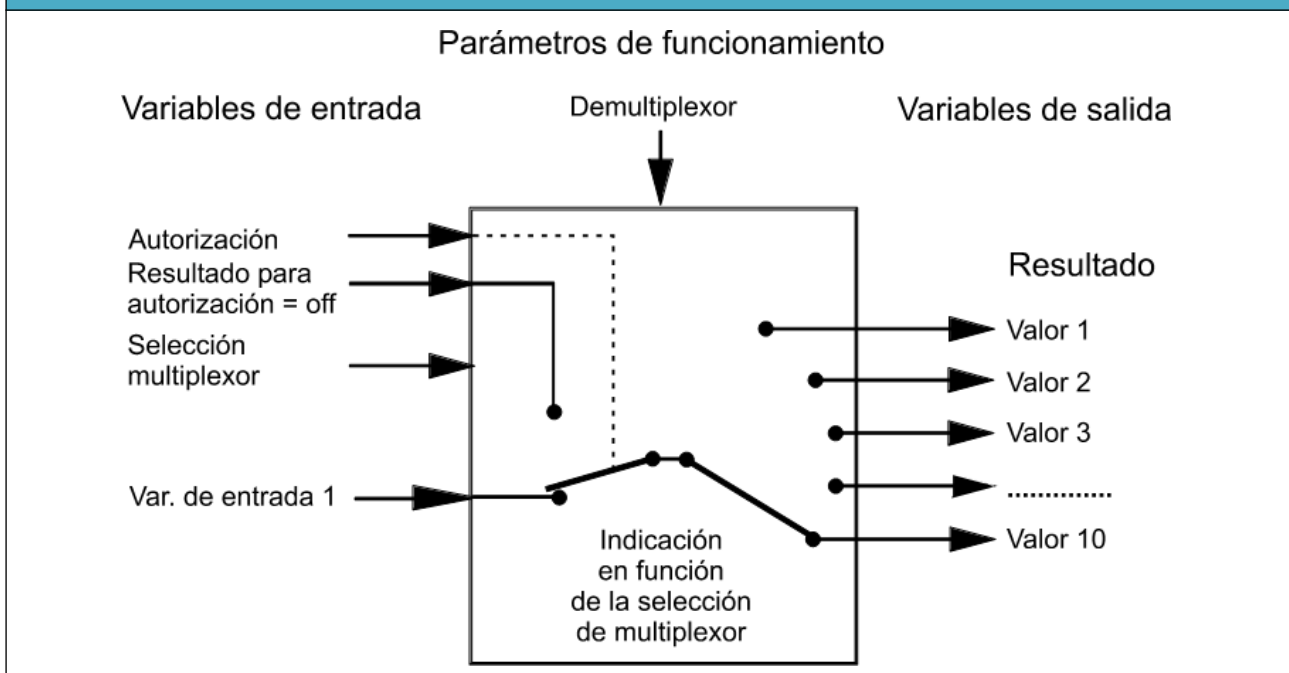 Parámetros de funcionamiento
Variables de entrada
Demultiplexor
Variables de salida
Autorización
Resultado para
autorización = off
Selección
multiplexor
Var. de entrada 1
Resultado
Valor 1
Valor 2
Valor 3
..............
Valor 10
Indicación
en función
de la selección
de multiplexor